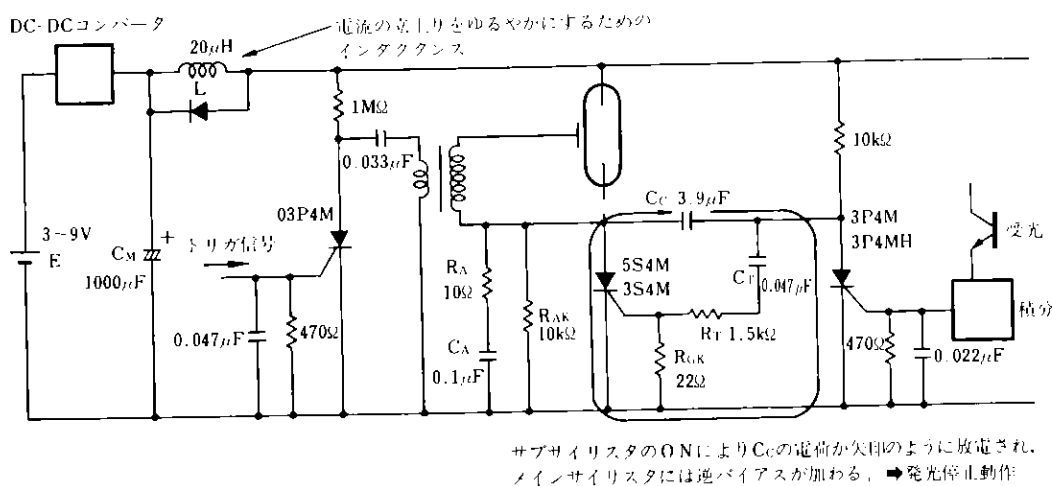 DC-DCコンバータ
電流の立上りをゆるやかにするための
インダクタンス
20μH
L
1MΩ
0.033μF
10kΩ
03P4M
CC 3.9μF
3P4M
3P4MH
受光
3~9V
E
CM
+
1000μF
トリガ信号
RA
10Ω
5S4M
3S4M
CT
0.047μF
RAK
10kΩ
RT 1.5kΩ
積分
0.047μF
470Ω
CA
0.1μF
RGK
22Ω
470Ω
0.022μF
サブサイリスタのONによりCCの電荷が矢印のように放電され,
メインサイリスタには逆バイアスが加わる, ➡発光停止動作